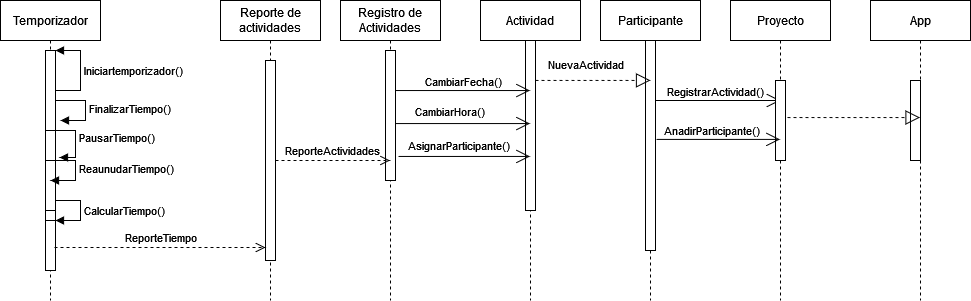 Temporizador
Reporte de
actividades
Registro de
Actividades
Actividad
Participante
Proyecto
App
Iniciartemporizador()
FinalizarTiempo()
PausarTiempo()
ReaunudarTiempo()
CalcularTiempo()
ReporteTiempo
ReporteActividades
CambiarFecha()
CambiarHora()
AsignarParticipante()
NuevaActividad
RegistrarActividad()
AnadirParticipante()